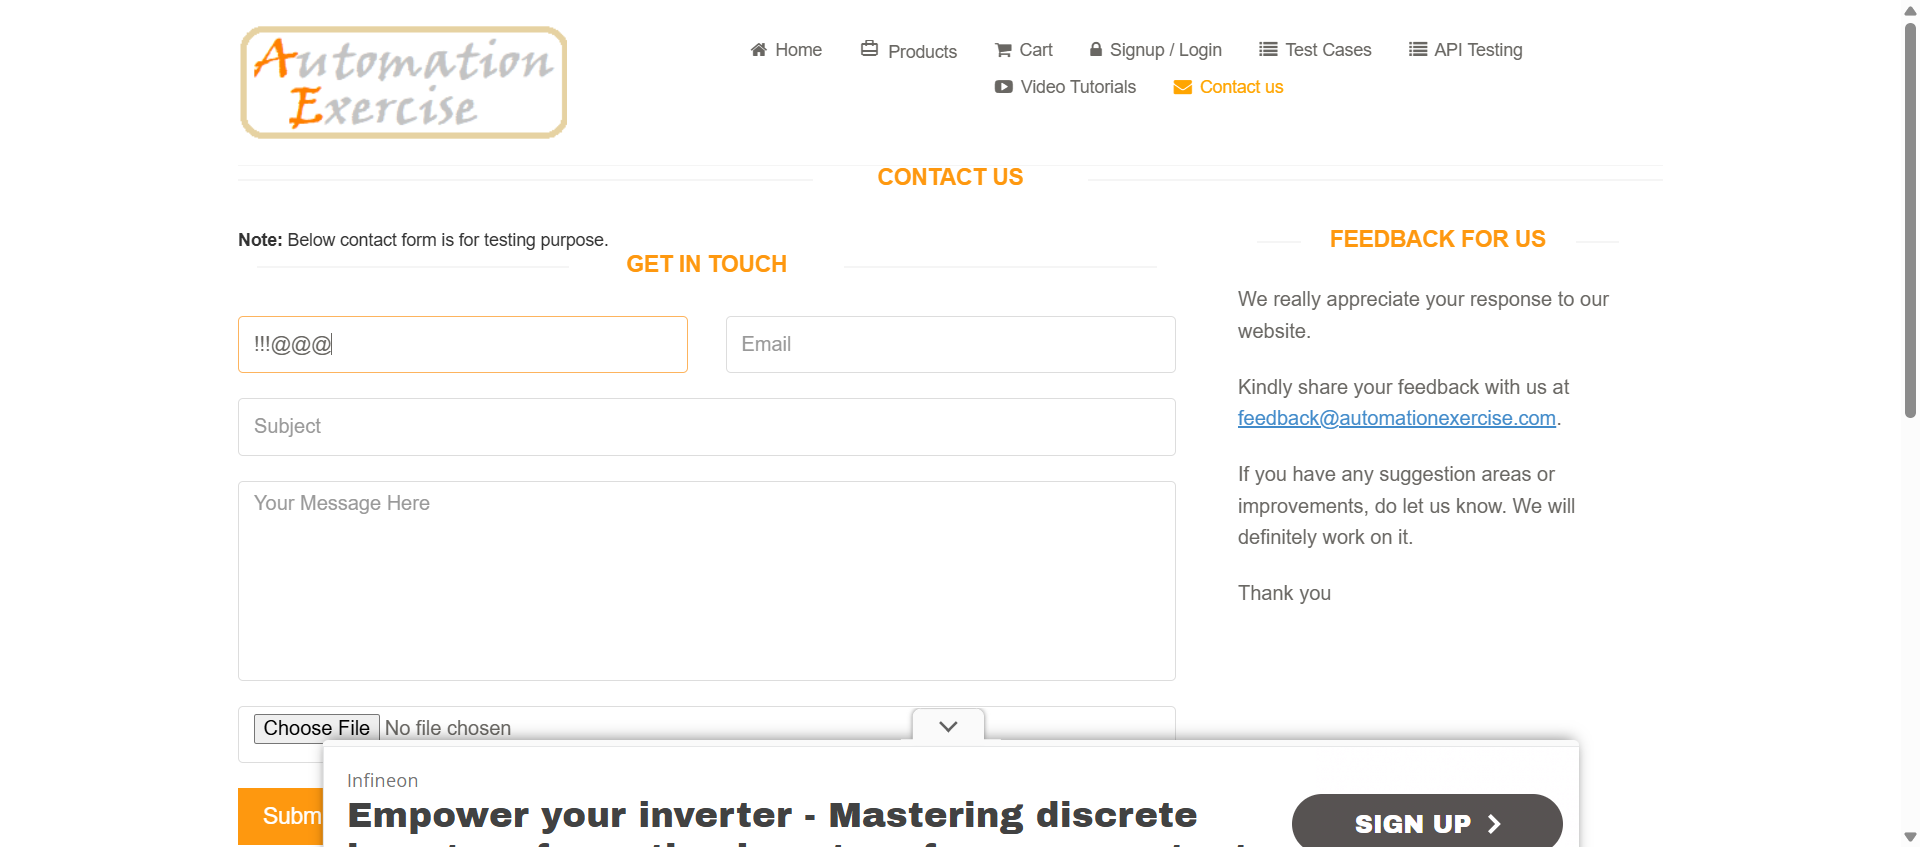 Automation
Exercise
Home
Products
Cart
Signup / Login
Test Cases
API Testing
Video Tutorials
Contact us
CONTACT US
Note: Below contact form is for testing purpose.
GET IN TOUCH
!!!@@@
Email
Subject
Your Message Here
Choose File No file chosen
Subm
FEEDBACK FOR US
We really appreciate your response to our
website.
Kindly share your feedback with us at
feedback@automationexercise.com.
If you have any suggestion areas or
improvements, do let us know. We will
definitely work on it.
Thank you
Infineon
Empower your inverter - Mastering discrete
SIGN UP